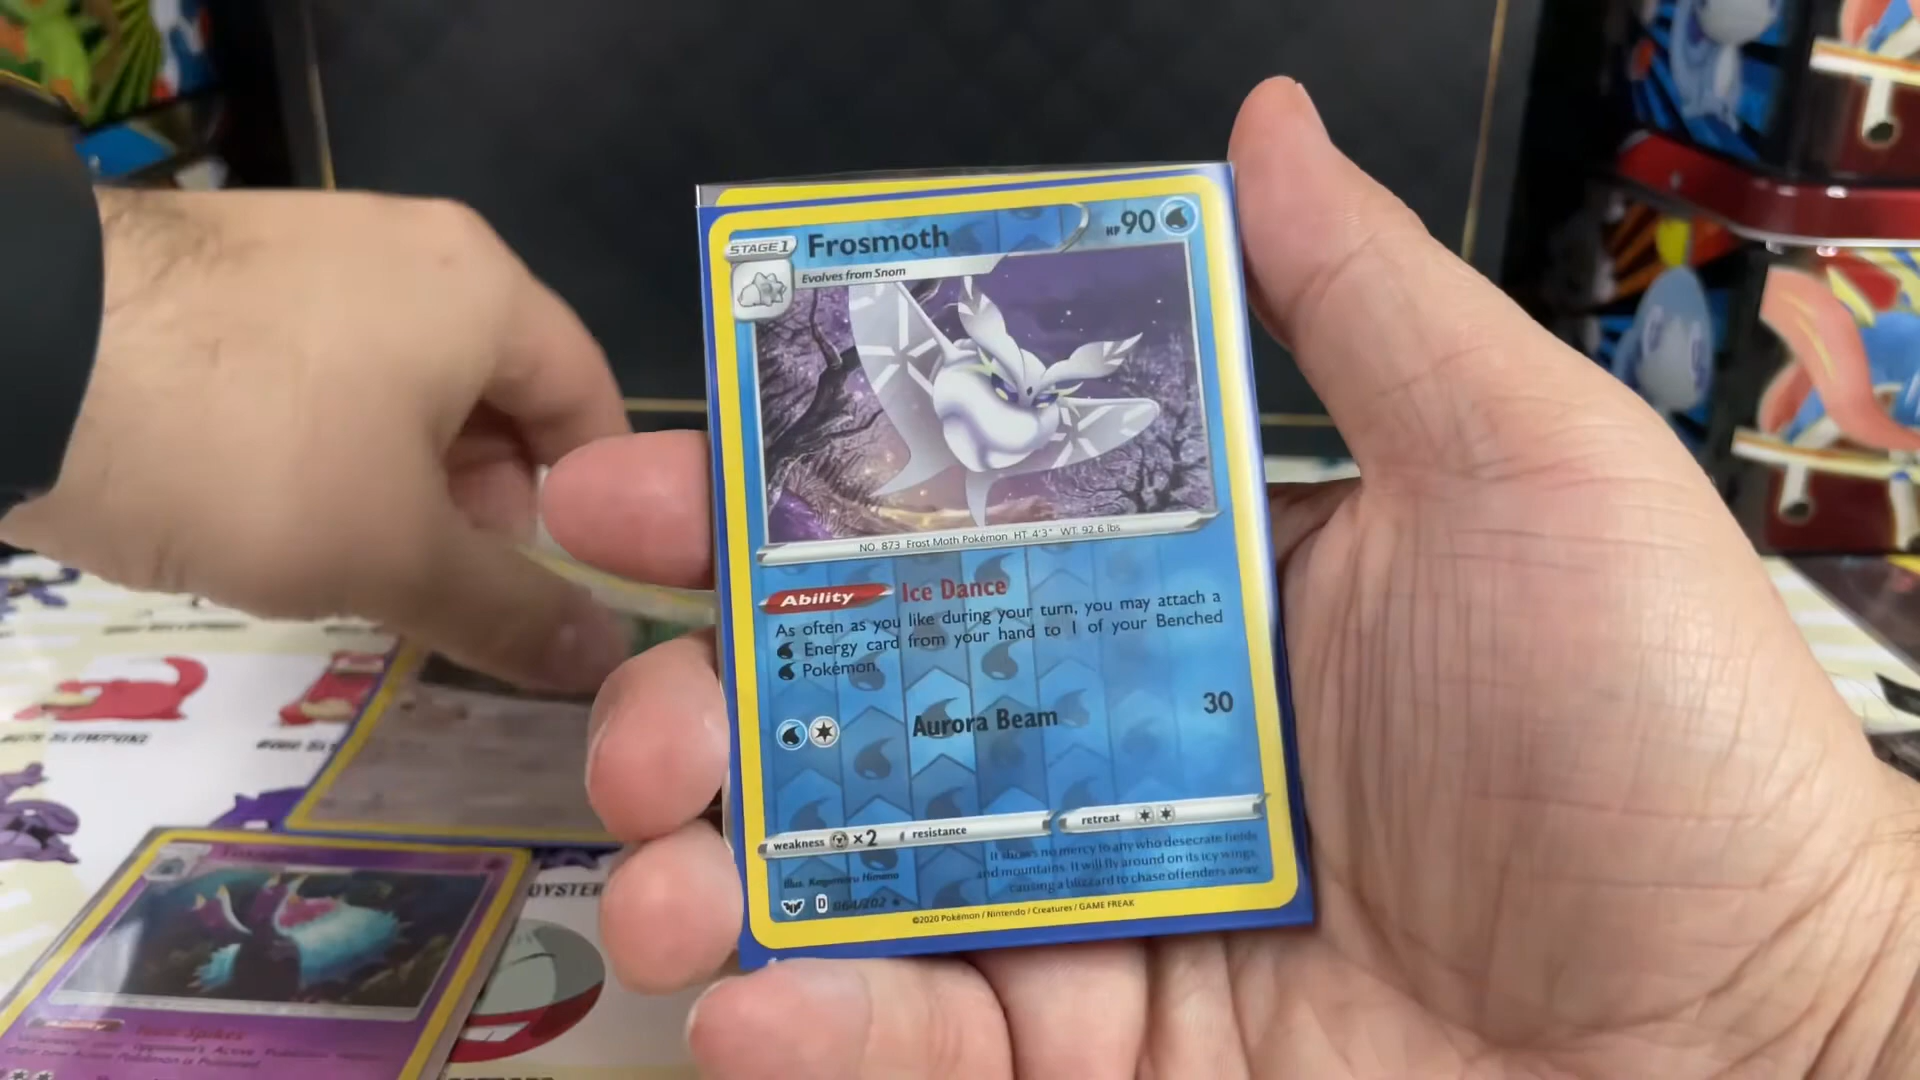 STAGE 1
Frosmoth
HP 90
Evolves from Snom
NO. 873 Frost Moth Pokémon HT: 4'3" WT: 92.6 lbs
Ability Ice Dance
As often as you like during your turn, you may attach a
Energy card from your hand to 1 of your Benched
Pokémon.
Aurora Beam 30
weakness ×2 resistance
retreat
It shows no mercy to any who desecrate fields
and mountains. It will fly around on its icy wings,
causing a blizzard to chase offenders away.
Illus. Kagemaru Himeno
D 064/202
©2020 Pokémon / Nintendo / Creatures / GAME FREAK
Ability